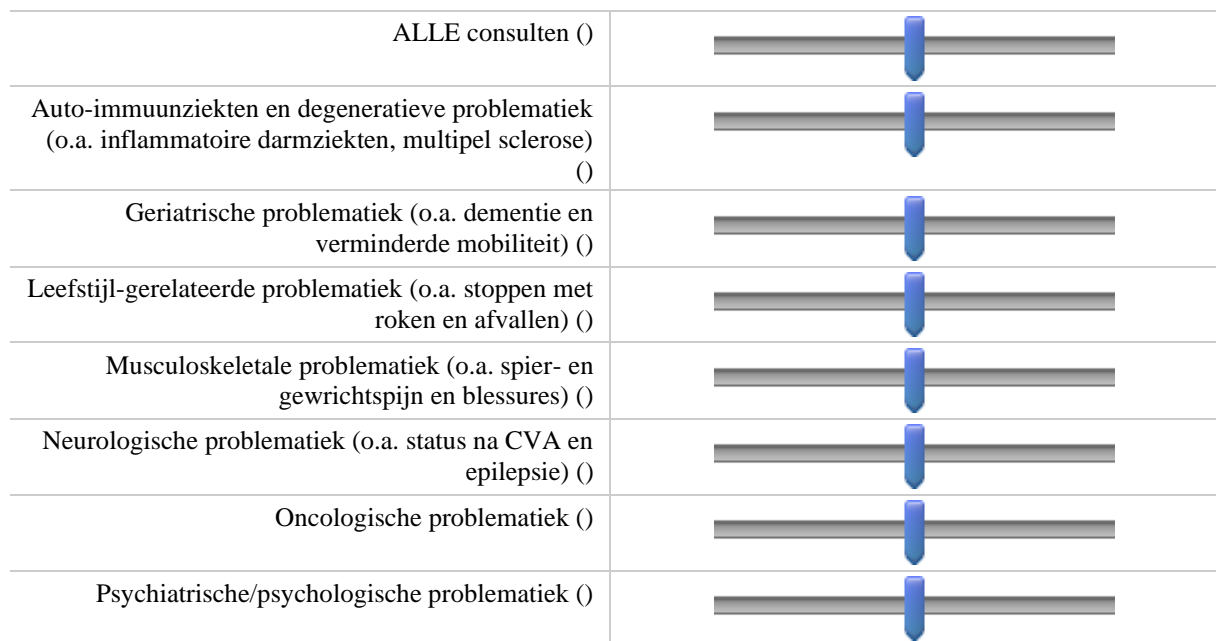 ALLE consulten ()
Auto-immuunziekten en degeneratieve problematiek
(o.a. inflammatoire darmziekten, multipel sclerose)
()
Geriatrische problematiek (o.a. dementie en
verminderde mobiliteit) ()
Leefstijl-gerelateerde problematiek (o.a. stoppen met
roken en afvallen) ()
Musculoskeletale problematiek (o.a. spier- en
gewrichtspijn en blessures) ()
Neurologische problematiek (o.a. status na CVA en
epilepsie) ()
Oncologische problematiek ()
Psychiatrische/psychologische problematiek ()